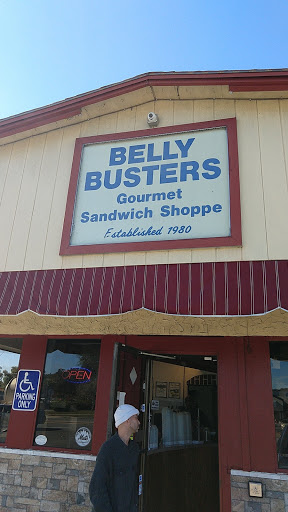 BELLY
BUSTERS
Gourmet
Sandwich Shoppe
Established 1980
OPEN
PARKING
ONLY